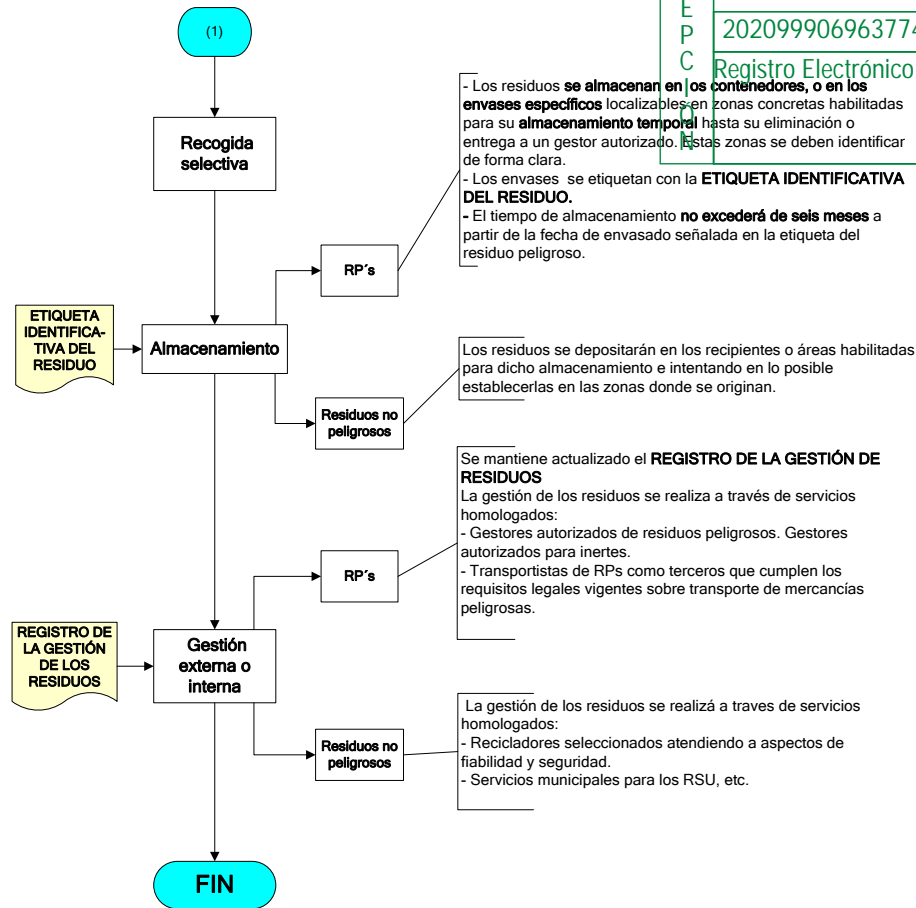 (1)
E
P
C
I
Ó
N
202099906963774
Registro Electrónico
Recogida
selectiva
- Los residuos se almacenan en los contenedores, o en los
envases específicos localizables en zonas concretas habilitadas
para su almacenamiento temporal hasta su eliminación o
entrega a un gestor autorizado. Estas zonas se deben identificar
de forma clara.
- Los envases se etiquetan con la ETIQUETA IDENTIFICATIVA
DEL RESIDUO.
- El tiempo de almacenamiento no excederá de seis meses a
partir de la fecha de envasado señalada en la etiqueta del
residuo peligroso.
RP´s
ETIQUETA
IDENTIFICA-
TIVA DEL
RESIDUO
Almacenamiento
Los residuos se depositarán en los recipientes o áreas habilitadas
para dicho almacenamiento e intentando en lo posible
establecerlas en las zonas donde se originan.
Residuos no
peligrosos
Se mantiene actualizado el REGISTRO DE LA GESTIÓN DE
RESIDUOS
La gestión de los residuos se realiza a través de servicios
homologados:
- Gestores autorizados de residuos peligrosos. Gestores
autorizados para inertes.
- Transportistas de RPs como terceros que cumplen los
requisitos legales vigentes sobre transporte de mercancías
peligrosas.
RP´s
REGISTRO DE
LA GESTIÓN
DE LOS
RESIDUOS
Gestión
externa o
interna
La gestión de los residuos se realizá a traves de servicios
homologados:
- Recicladores seleccionados atendiendo a aspectos de
fiabilidad y seguridad.
- Servicios municipales para los RSU, etc.
Residuos no
peligrosos
FIN